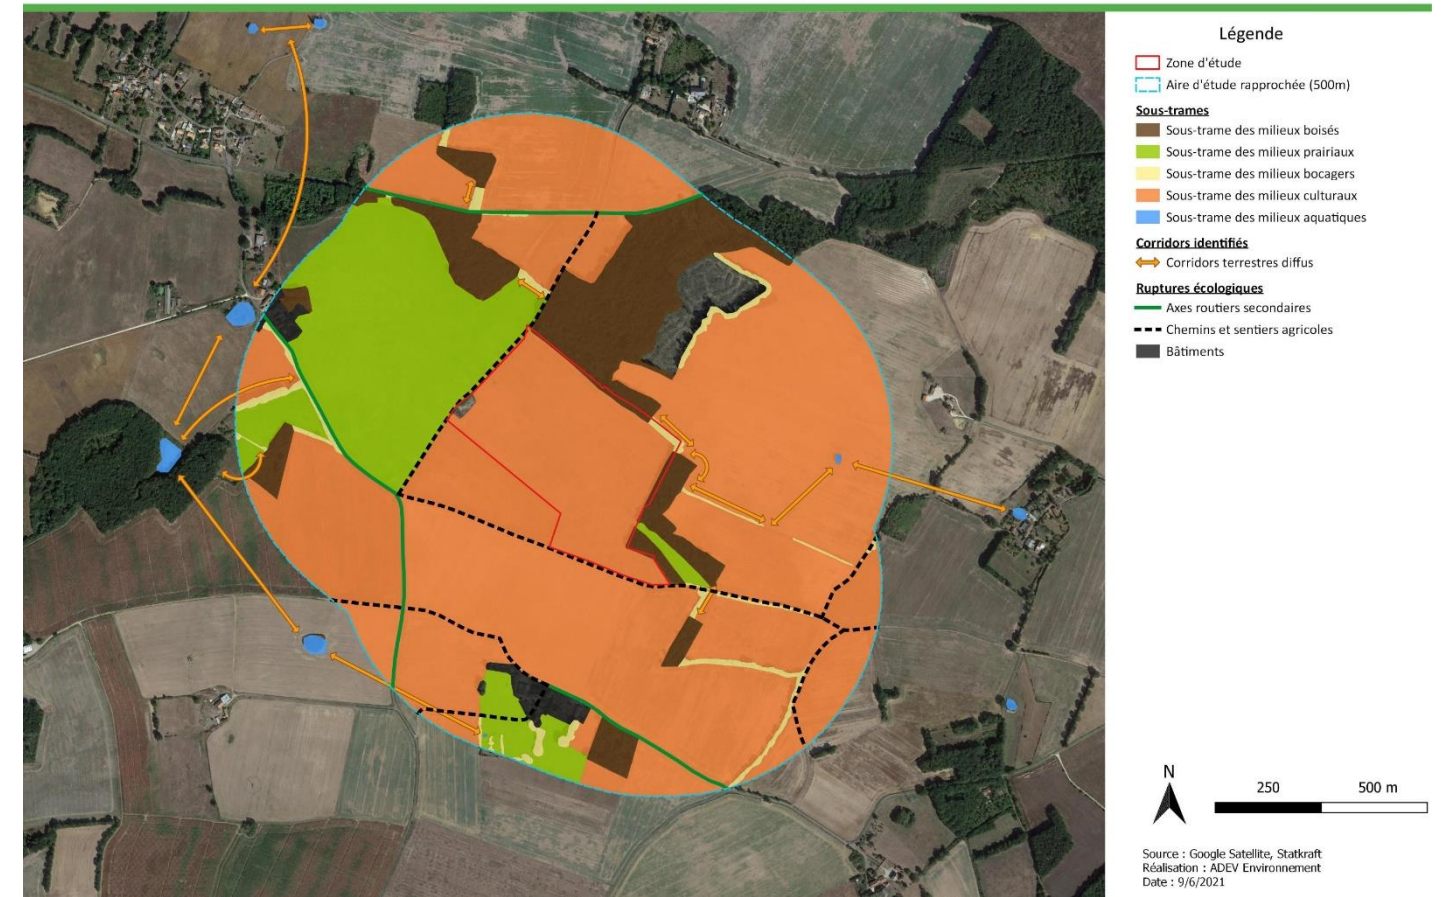 Légende
Zone d'étude
Aire d'étude rapprochée (500m)
Sous-trames
Sous-trame des milieux boisés
Sous-trame des milieux prairiaux
Sous-trame des milieux bocagers
Sous-trame des milieux culturaux
Sous-trame des milieux aquatiques
Corridors identifiés
Corridors terrestres diffus
Ruptures écologiques
Axes routiers secondaires
Chemins et sentiers agricoles
Bâtiments
N
250 500 m
Source : Google Satellite, Statkraft
Réalisation : ADEV Environnement
Date : 9/6/2021